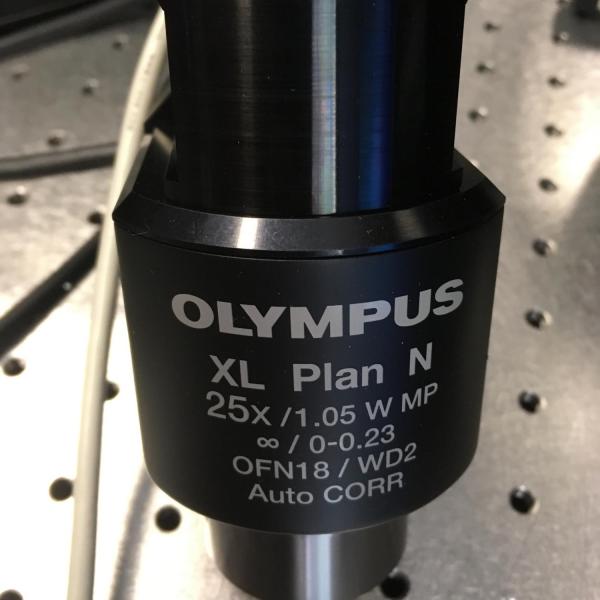 OLYMPUS
XL Plan N
25x/1.05 W MP
∞/0-0.23
OFN18/WD2
Auto CORR